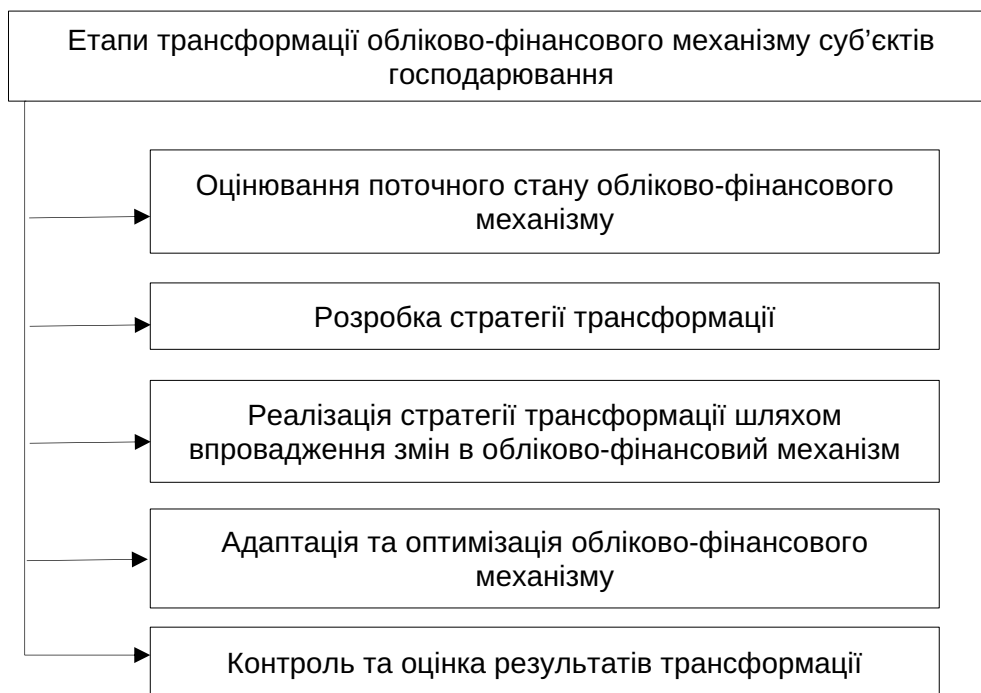 Етапи трансформації обліково-фінансового механізму суб’єктів
господарювання
Оцінювання поточного стану обліково-фінансового
механізму
Розробка стратегії трансформації
Реалізація стратегії трансформації шляхом
впровадження змін в обліково-фінансовий механізм
Адаптація та оптимізація обліково-фінансового
механізму
Контроль та оцінка результатів трансформації